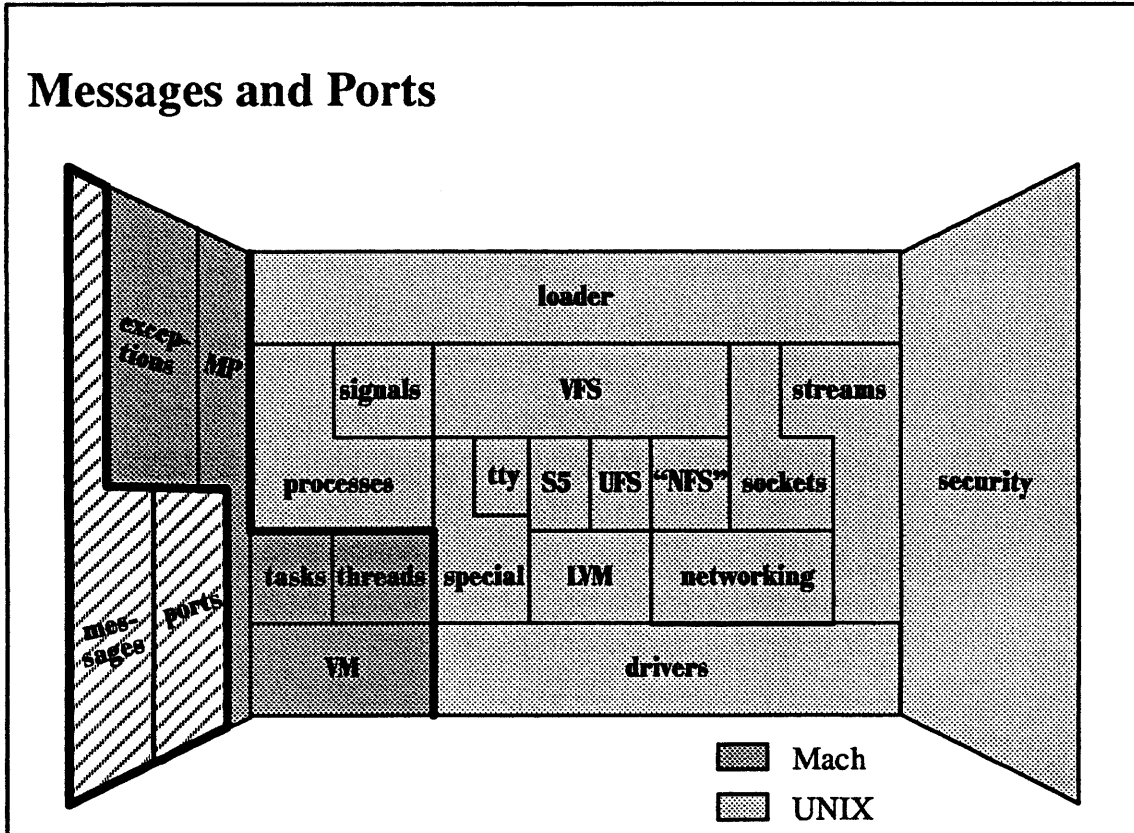 Messages and Ports
loader
excep-
tions
MP
signals
VFS
streams
processes
tty
S5
UFS
“NFS”
sockets
security
tasks
threads
special
LVM
networking
mes-
sages
ports
VM
drivers
Mach
UNIX